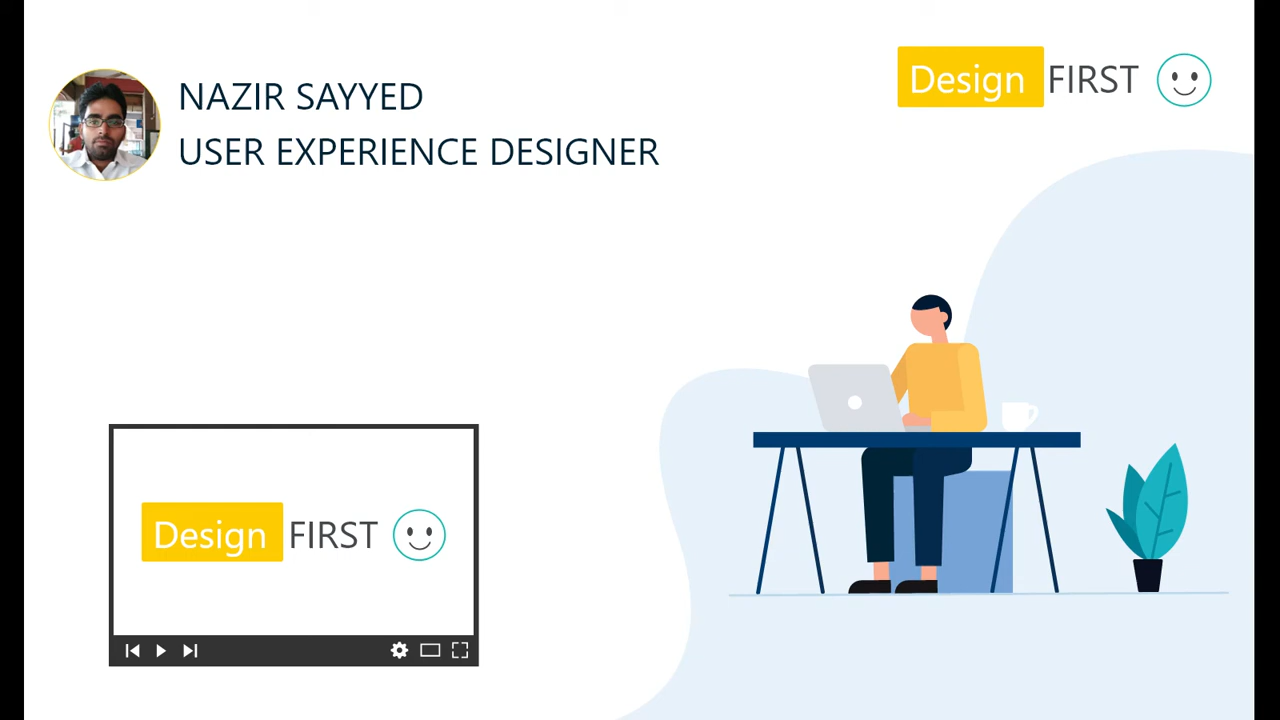 NAZIR SAYYED
USER EXPERIENCE DESIGNER
Design FIRST
Design FIRST